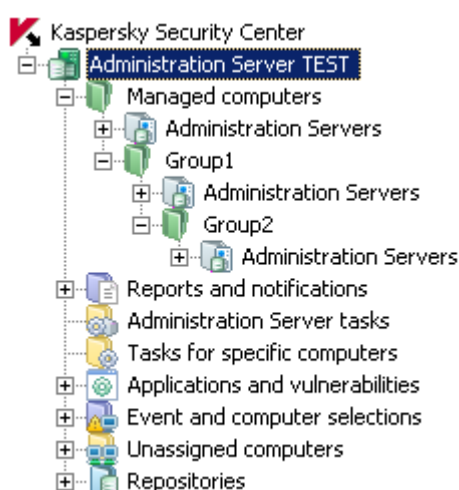 Kaspersky Security Center
Administration Server TEST
Managed computers
Administration Servers
Group1
Administration Servers
Group2
Administration Servers
Reports and notifications
Administration Server tasks
Tasks for specific computers
Applications and vulnerabilities
Event and computer selections
Unassigned computers
Repositories